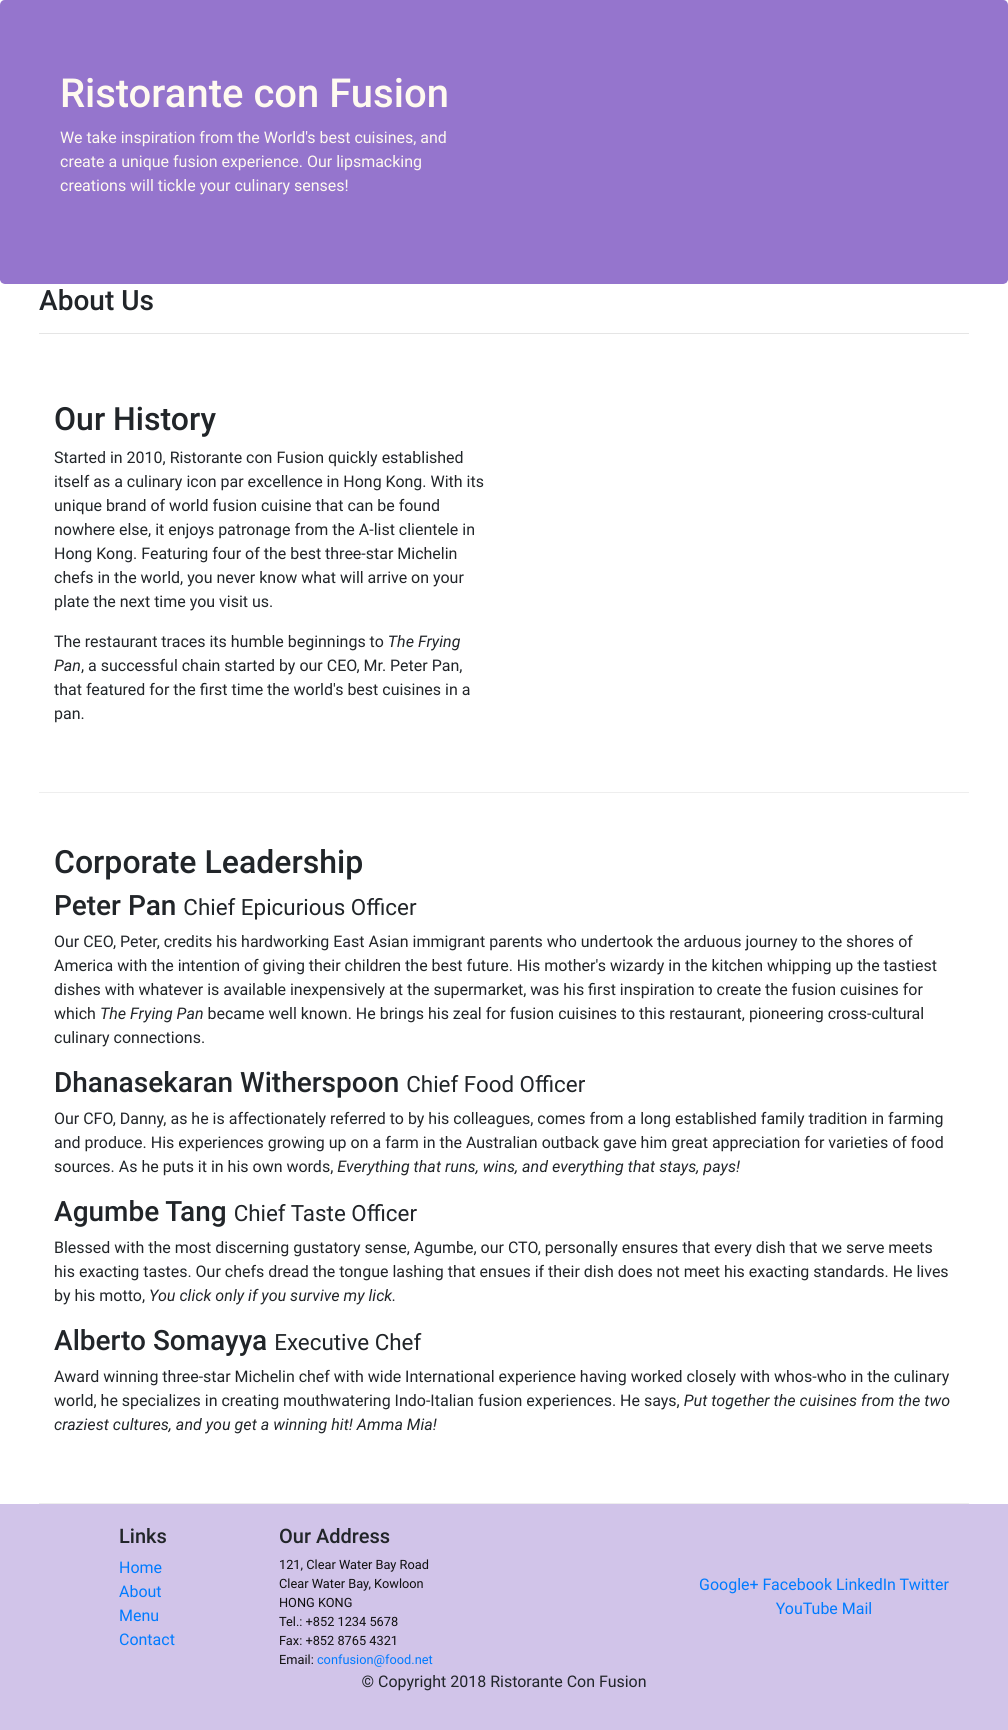 Ristorante con Fusion
We take inspiration from the World's best cuisines, and
create a unique fusion experience. Our lipsmacking
creations will tickle your culinary senses!
About Us
Our History
Started in 2010, Ristorante con Fusion quickly established
itself as a culinary icon par excellence in Hong Kong. With its
unique brand of world fusion cuisine that can be found
nowhere else, it enjoys patronage from the A-list clientele in
Hong Kong. Featuring four of the best three-star Michelin
chefs in the world, you never know what will arrive on your
plate the next time you visit us.
The restaurant traces its humble beginnings to The Frying
Pan, a successful chain started by our CEO, Mr. Peter Pan,
that featured for the first time the world's best cuisines in a
pan.
Corporate Leadership
Peter Pan Chief Epicurious Officer
Our CEO, Peter, credits his hardworking East Asian immigrant parents who undertook the arduous journey to the shores of
America with the intention of giving their children the best future. His mother's wizardy in the kitchen whipping up the tastiest
dishes with whatever is available inexpensively at the supermarket, was his first inspiration to create the fusion cuisines for
which The Frying Pan became well known. He brings his zeal for fusion cuisines to this restaurant, pioneering cross-cultural
culinary connections.
Dhanasekaran Witherspoon Chief Food Officer
Our CFO, Danny, as he is affectionately referred to by his colleagues, comes from a long established family tradition in farming
and produce. His experiences growing up on a farm in the Australian outback gave him great appreciation for varieties of food
sources. As he puts it in his own words, Everything that runs, wins, and everything that stays, pays!
Agumbe Tang Chief Taste Officer
Blessed with the most discerning gustatory sense, Agumbe, our CTO, personally ensures that every dish that we serve meets
his exacting tastes. Our chefs dread the tongue lashing that ensues if their dish does not meet his exacting standards. He lives
by his motto, You click only if you survive my lick.
Alberto Somayya Executive Chef
Award winning three-star Michelin chef with wide International experience having worked closely with whos-who in the culinary
world, he specializes in creating mouthwatering Indo-Italian fusion experiences. He says, Put together the cuisines from the two
craziest cultures, and you get a winning hit! Amma Mia!
Links
Home
About
Menu
Contact
Our Address
121, Clear Water Bay Road
Clear Water Bay, Kowloon
HONG KONG
Tel.: +852 1234 5678
Fax: +852 8765 4321
Email: confusion@food.net
Google+ Facebook LinkedIn Twitter
YouTube Mail
© Copyright 2018 Ristorante Con Fusion